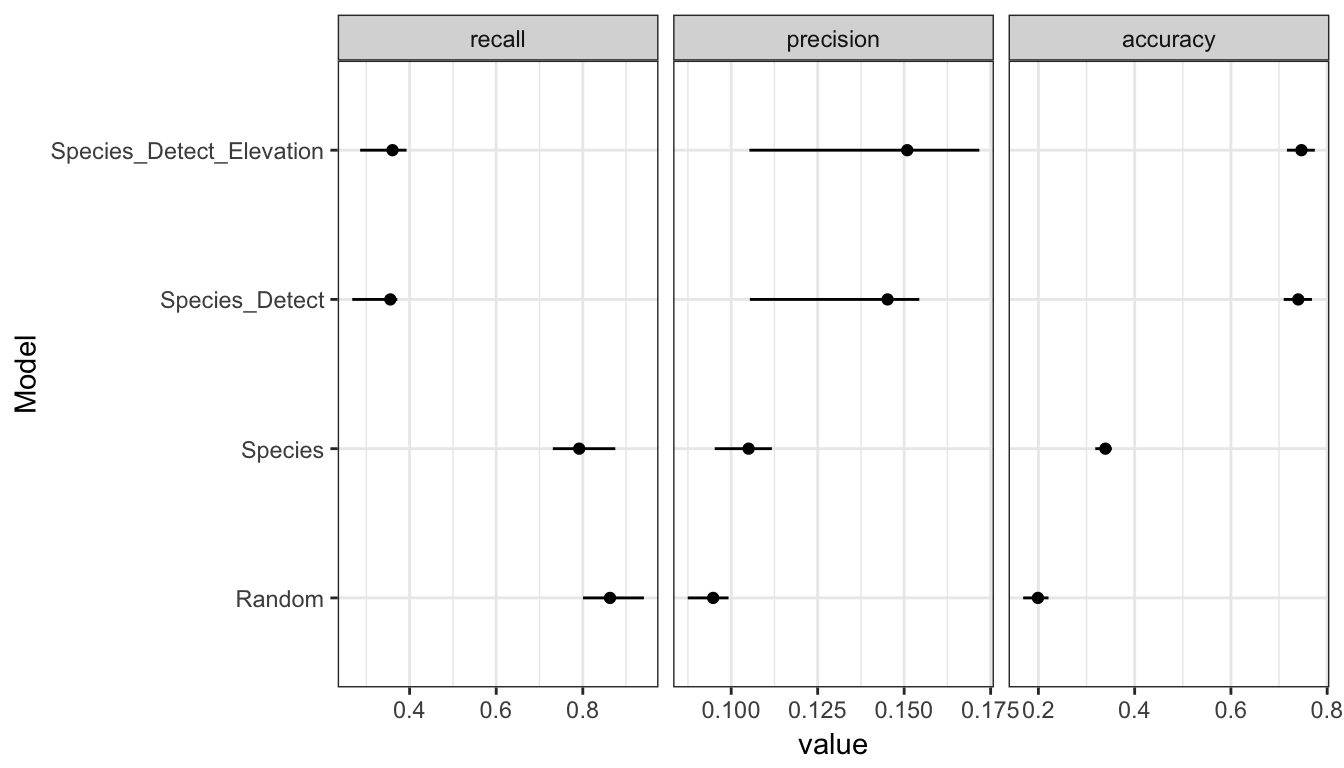 recall
precision
accuracy
Species_Detect_Elevation
Species_Detect
Species
Random
Model
0.4 0.6 0.8
0.100 0.125 0.150 0.175
0.2 0.4 0.6 0.8
value